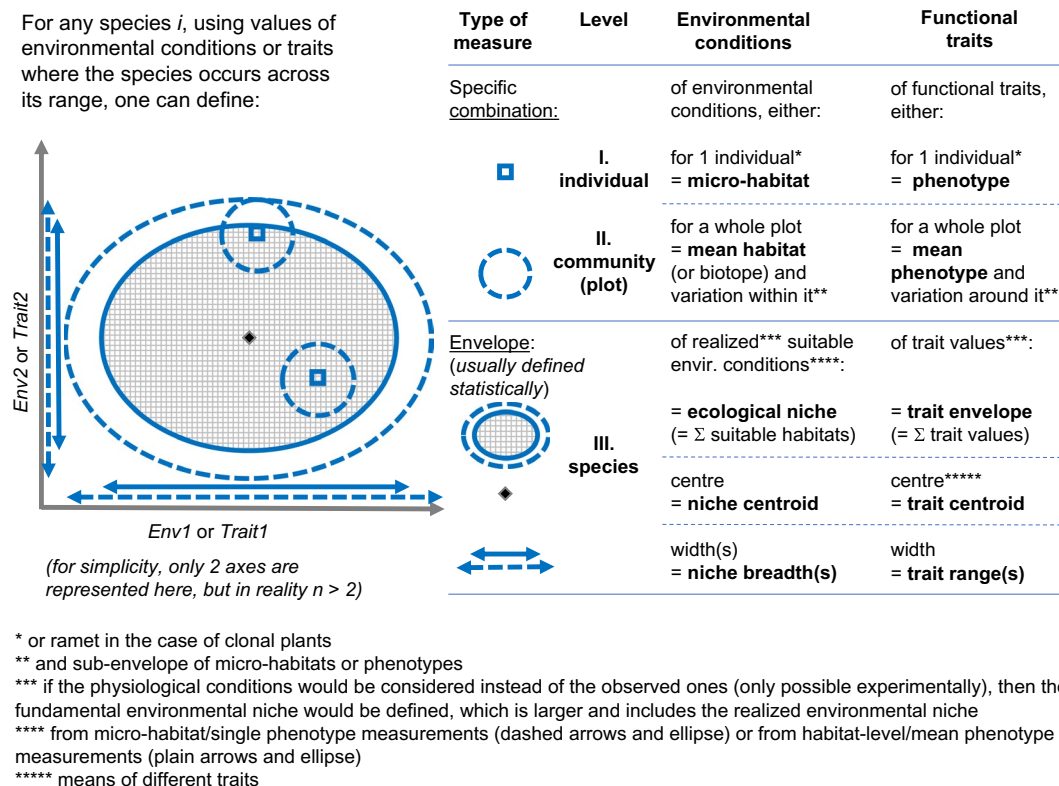 For any species i, using values of
environmental conditions or traits
where the species occurs across
its range, one can define:
Env2 or Trait2
Env1 or Trait1
(for simplicity, only 2 axes are
represented here, but in reality n > 2)
Type of
measure
Level
Environmental
conditions
Functional
traits
Specific
combination:
of environmental
conditions, either:
of functional traits,
either:
I.
individual
for 1 individual*
= micro-habitat
for 1 individual*
= phenotype
II.
community
(plot)
for a whole plot
= mean habitat
(or biotope) and
variation within it**
for a whole plot
= mean
phenotype and
variation around it**
Envelope:
(usually defined
statistically)
III.
species
of realized*** suitable
envir. conditions****:
of trait values***:
= ecological niche
(= Σ suitable habitats)
= trait envelope
(= Σ trait values)
centre
= niche centroid
centre*****
= trait centroid
width(s)
= niche breadth(s)
width
= trait range(s)
* or ramet in the case of clonal plants
** and sub-envelope of micro-habitats or phenotypes
*** if the physiological conditions would be considered instead of the observed ones (only possible experimentally), then the
fundamental environmental niche would be defined, which is larger and includes the realized environmental niche
**** from micro-habitat/single phenotype measurements (dashed arrows and ellipse) or from habitat-level/mean phenotype
measurements (plain arrows and ellipse)
***** means of different traits